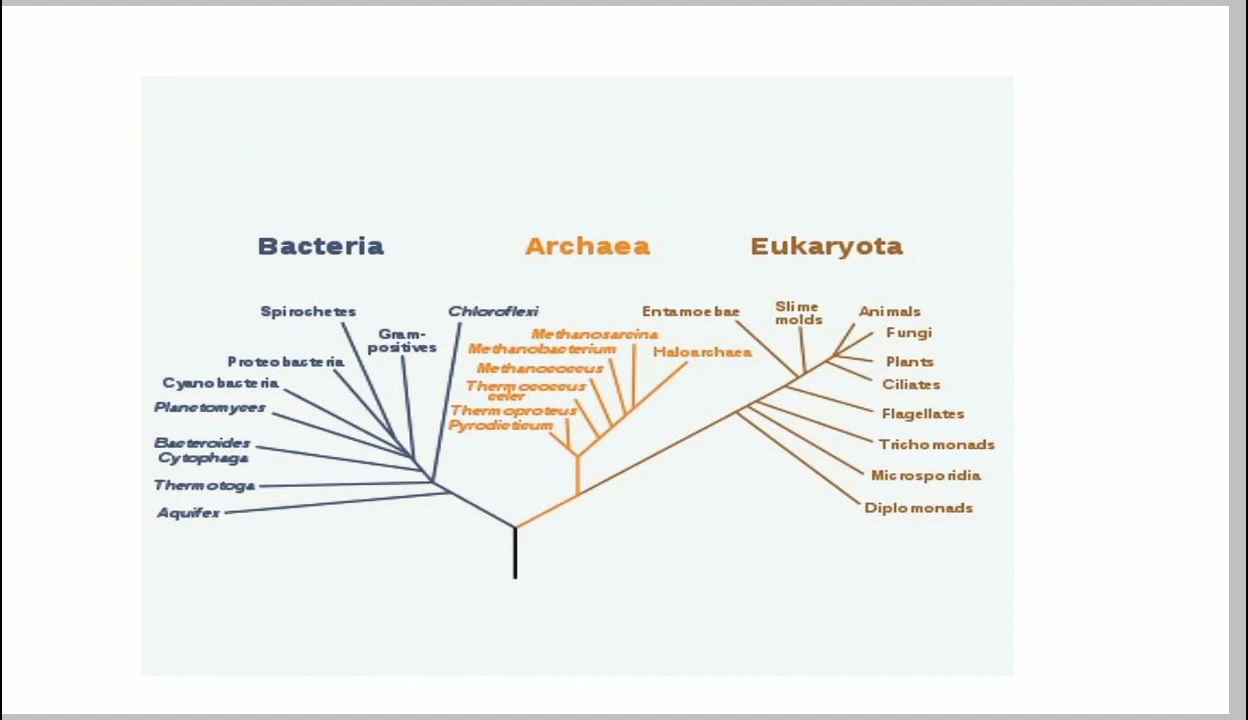 Bacteria
Archaea
Eukaryota
Spirochetes
Gram-
positives
Chloroflexi
Proteobacteria
Cyanobacteria
Planctomyces
Bacteroides
Cytophaga
Thermotoga
Aquifex
Methanosarcina
Methanobacterium
Haloarchaea
Methanococcus
Thermococcus
celer
Thermoproteus
Pyrodicticum
Entamoebae
Slime
molds
Animals
Fungi
Plants
Ciliates
Flagellates
Trichomonads
Microsporidia
Diplomonads